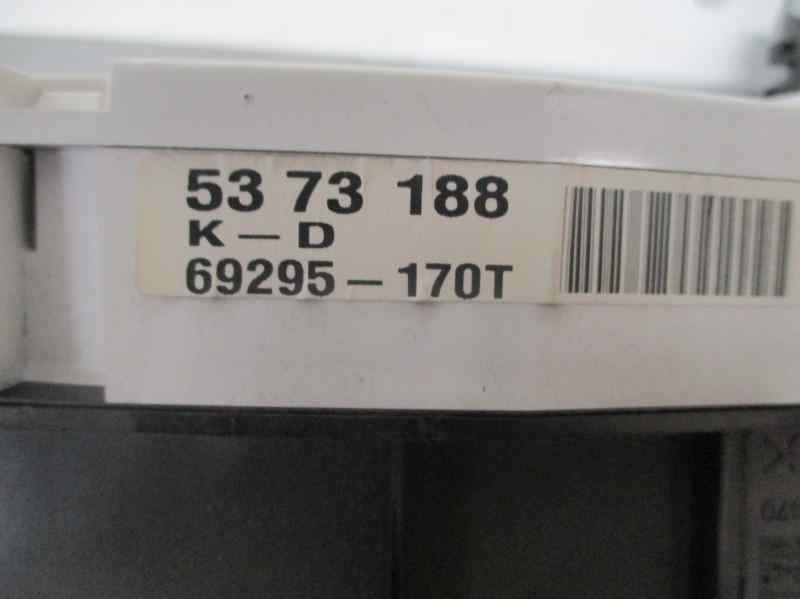 53 73 188
K — D
69295 – 170T